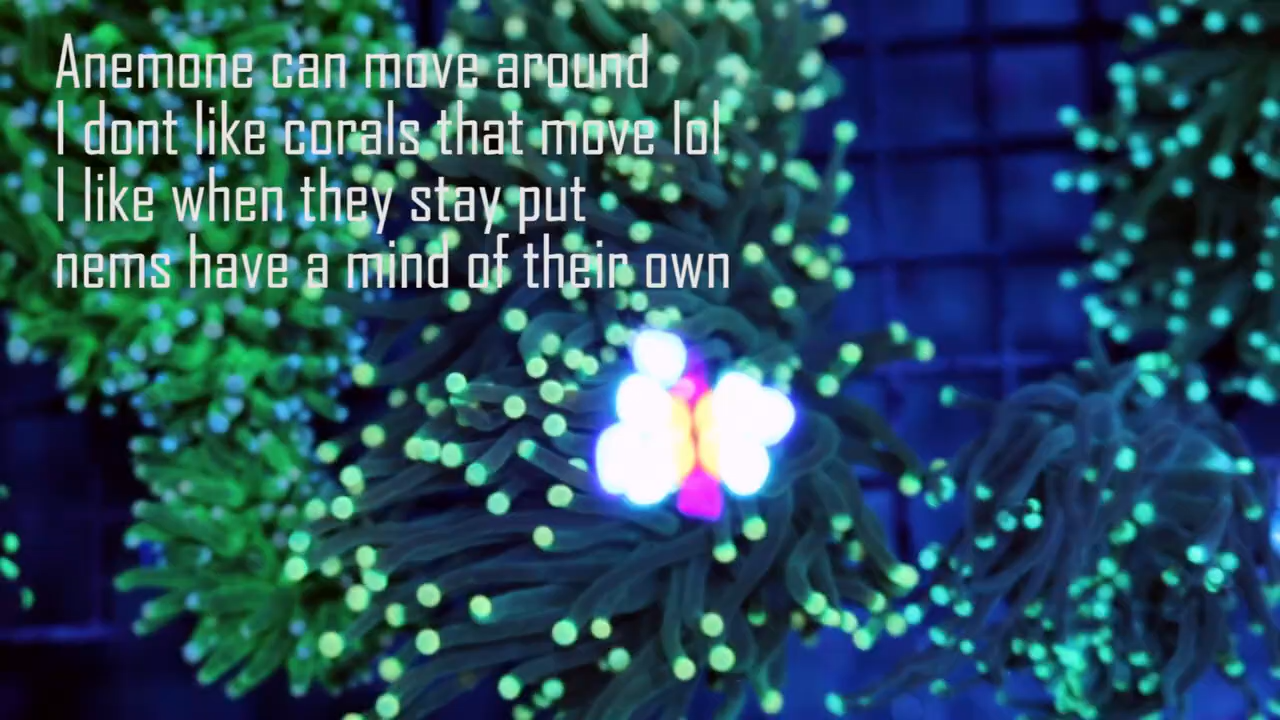 Anemone can move around
I dont like corals that move lol
I like when they stay put
nems have a mind of their own